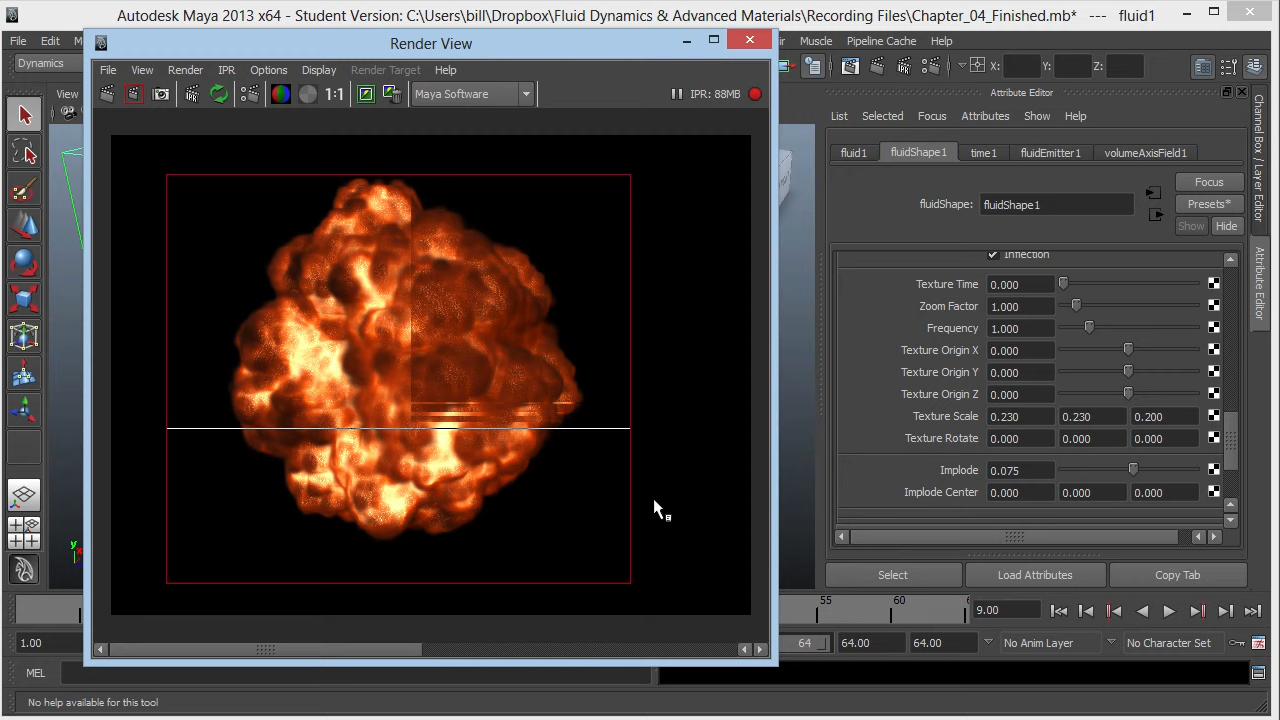 Autodesk Maya 2013 x64 - Student Version: C:\Users\bill\Dropbox\Fluid Dynamics & Advanced Materials\Recording Files\Chapter_04_Finished.mb* --- fluid1
File Edit M
Muscle Pipeline Cache Help
Render View
Dynamics
File View Render IPR Options Display Render Target Help
X: Y: Z:
View
1:1 Maya Software IPR: 88MB
Attribute Editor
List Selected Focus Attributes Show Help
fluid1 fluidShape1 time1 fluidEmitter1 volumeAxisField1
Focus
fluidShape: fluidShape1 Presets*
Show Hide
Inflection
Texture Time 0.000
Zoom Factor 1.000
Frequency 1.000
Texture Origin X 0.000
Texture Origin Y 0.000
Texture Origin Z 0.000
Texture Scale 0.230 0.230 0.200
Texture Rotate 0.000 0.000 0.000
Implode 0.075
Implode Center 0.000 0.000 0.000
Select Load Attributes Copy Tab
Channel Box / Layer Editor
Attribute Editor
y
55 60 9.00
1.00 64 64.00 64.00 No Anim Layer No Character Set
MEL
No help available for this tool